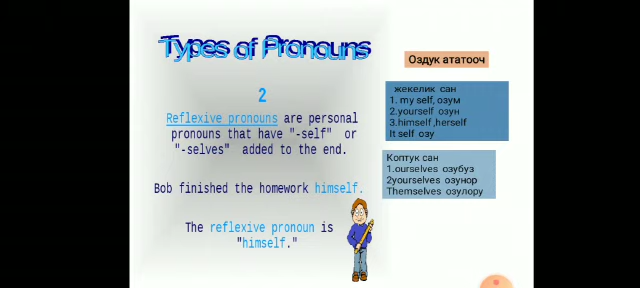 Types of Pronouns
2
Reflexive pronouns are personal
pronouns that have "-self" or
"-selves" added to the end.
Bob finished the homework himself.
The reflexive pronoun is
"himself."
Оздук ататооч
жекелик сан
1. my self, озум
2.yourself озун
3.himself ,herself
It self озу
Коптук сан
1.ourselves озубуз
2yourselves озунор
Themselves озулору